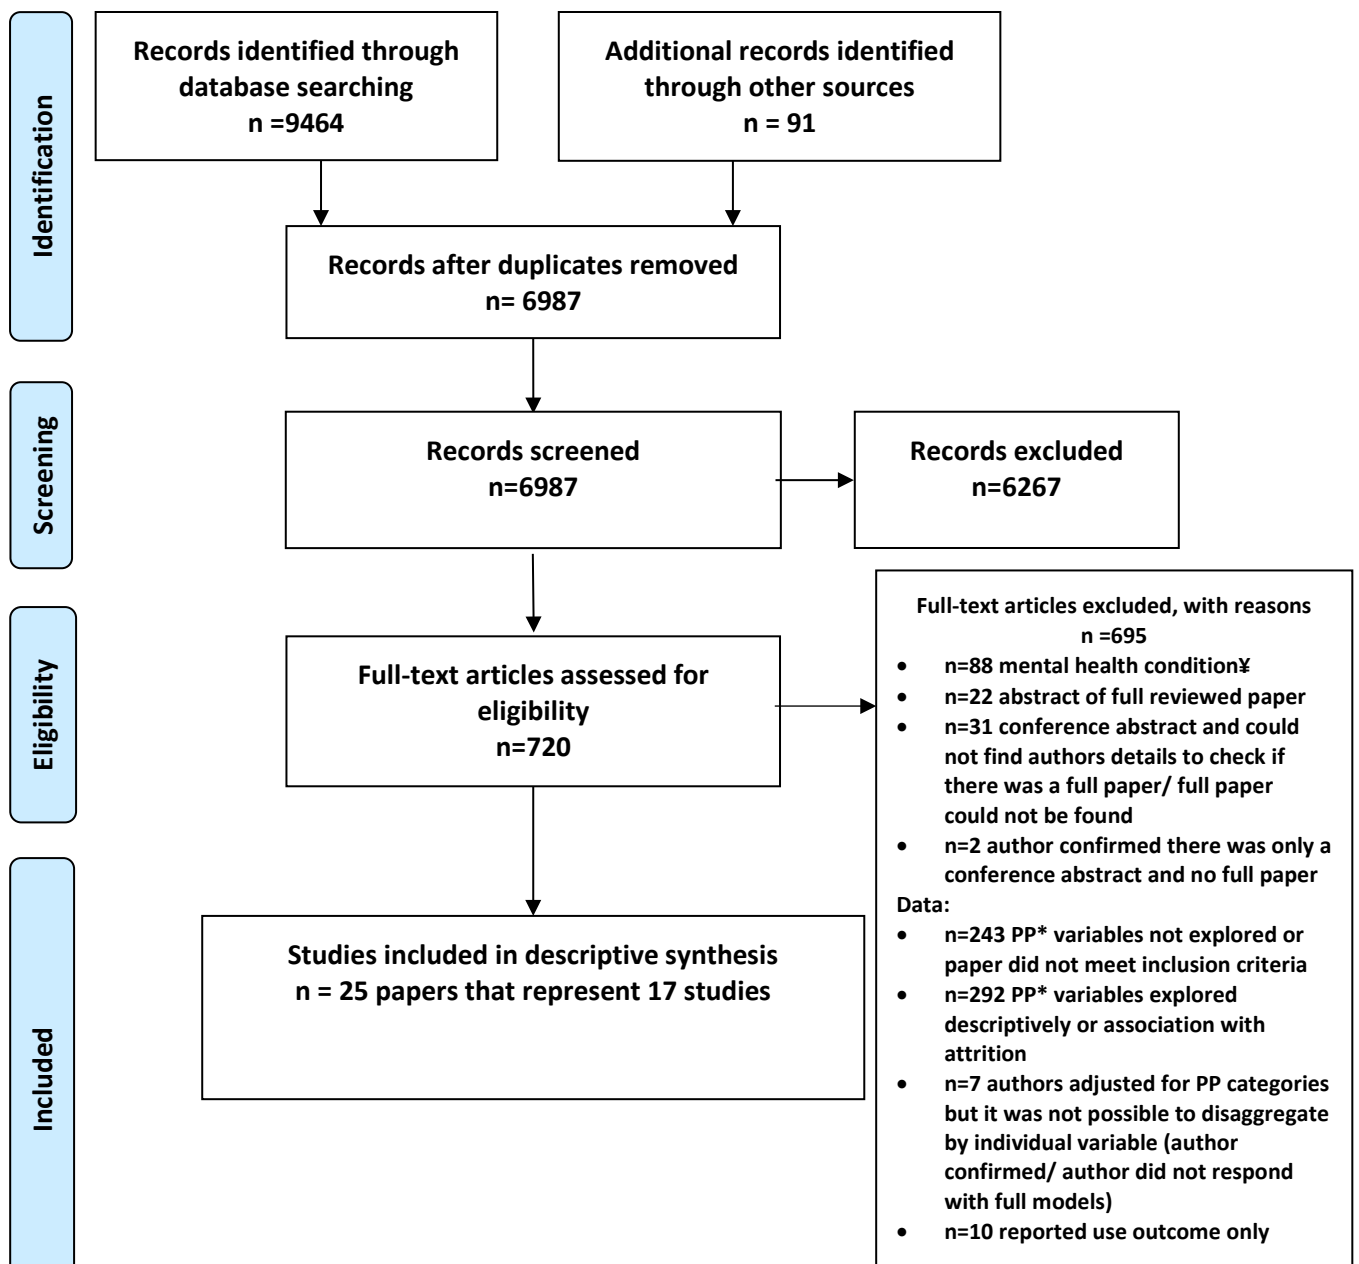 Identification
Records identified through
database searching
n =9464
Additional records identified
through other sources
n = 91
Records after duplicates removed
n= 6987
Screening
Records screened
n=6987
Records excluded
n=6267
Eligibility
Full-text articles assessed for
eligibility
n=720
Full-text articles excluded, with reasons
n =695
• n=88 mental health condition¥
• n=22 abstract of full reviewed paper
• n=31 conference abstract and could
not find authors details to check if
there was a full paper/ full paper
could not be found
• n=2 author confirmed there was only a
conference abstract and no full paper
Data:
• n=243 PP* variables not explored or
paper did not meet inclusion criteria
• n=292 PP* variables explored
descriptively or association with
attrition
• n=7 authors adjusted for PP categories
but it was not possible to disaggregate
by individual variable (author
confirmed/ author did not respond
with full models)
• n=10 reported use outcome only
Included
Studies included in descriptive synthesis
n = 25 papers that represent 17 studies